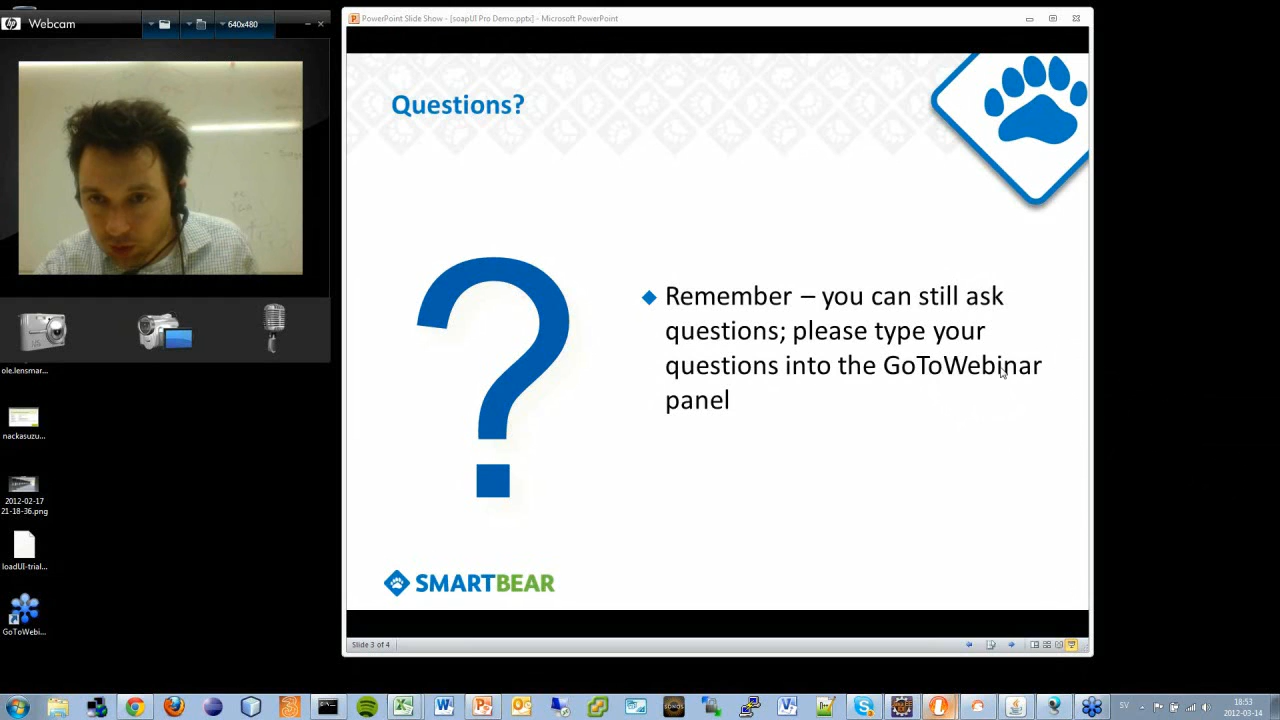 Webcam
640x480
PowerPoint Slide Show - [soapUI Pro Demo.pptx] - Microsoft PowerPoint
Questions?
?
Remember – you can still ask
questions; please type your
questions into the GoToWebinar
panel
SMARTBEAR
Slide 3 of 4
ole.lensmar...
nackasuzu...
2012-02-17
21-18-36.png
loadUI-trial...
GoToWebi...
SV
18:53
2012-03-14